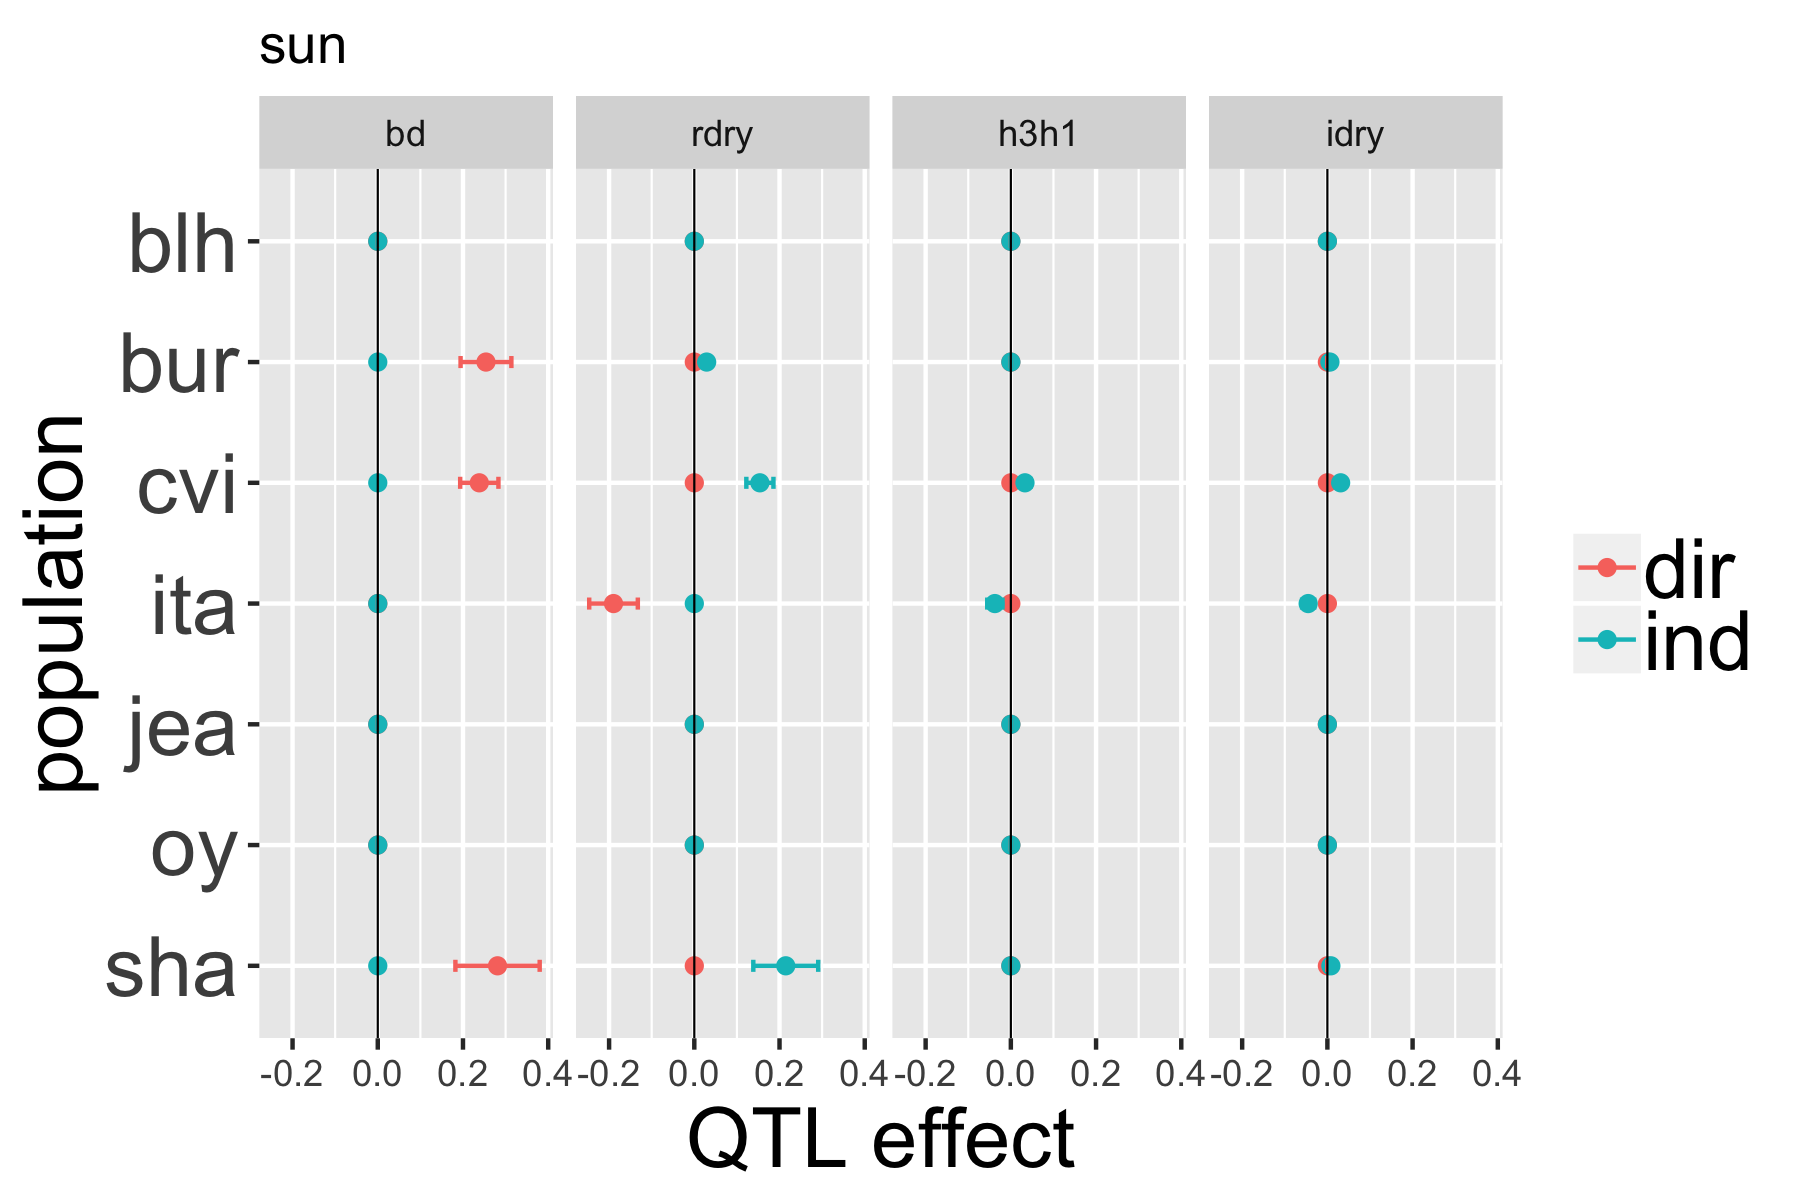 sun
bd rdry h3h1 idry
population
blh
bur
cvi
ita
jea
oy
sha
-0.2 0.0 0.2 0.4 -0.2 0.0 0.2 0.4 -0.2 0.0 0.2 0.4 -0.2 0.0 0.2 0.4
QTL effect
dir
ind